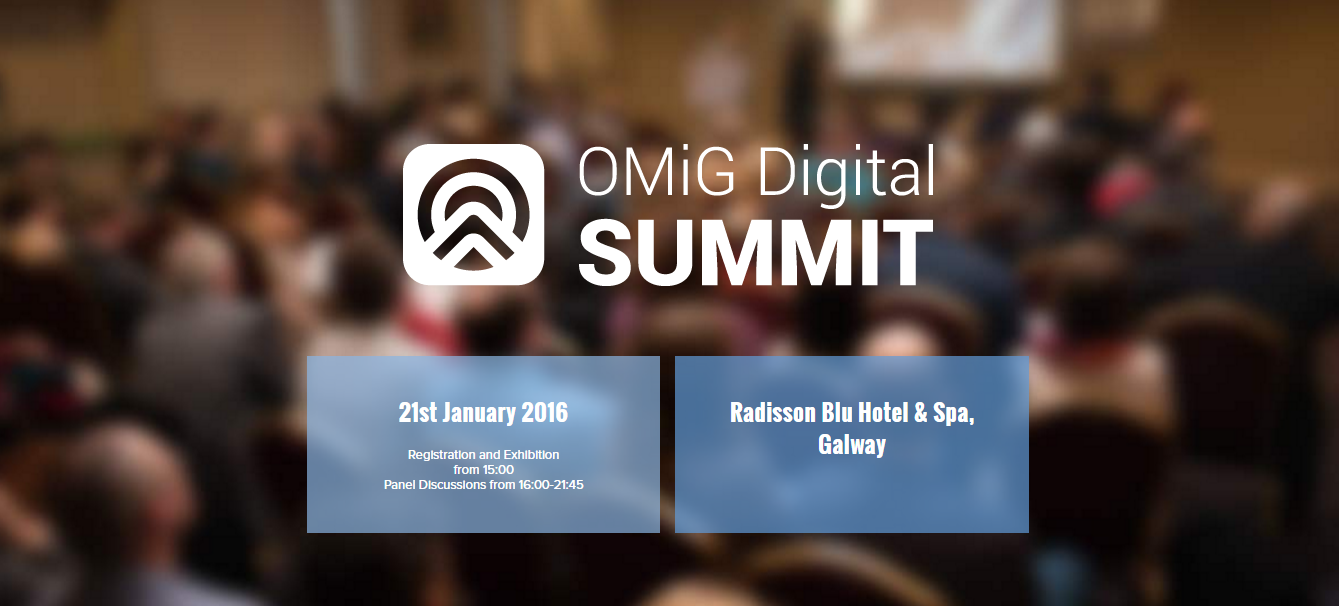 OMiG Digital
SUMMIT
21st January 2016
Registration and Exhibition
from 15:00
Panel Discussions from 16:00-21:45
Radisson Blu Hotel & Spa,
Galway